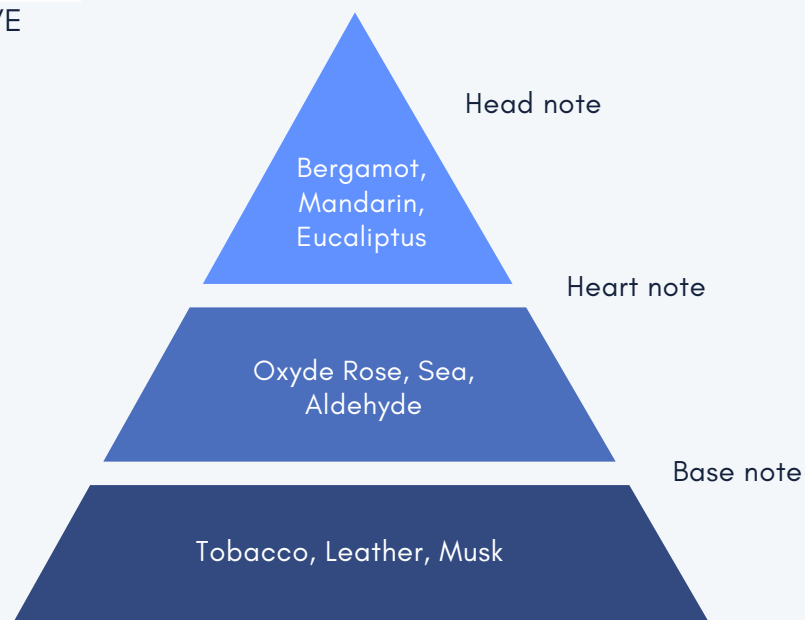 Head note
Bergamot,
Mandarin,
Eucaliptus
Heart note
Oxyde Rose, Sea,
Aldehyde
Base note
Tobacco, Leather, Musk